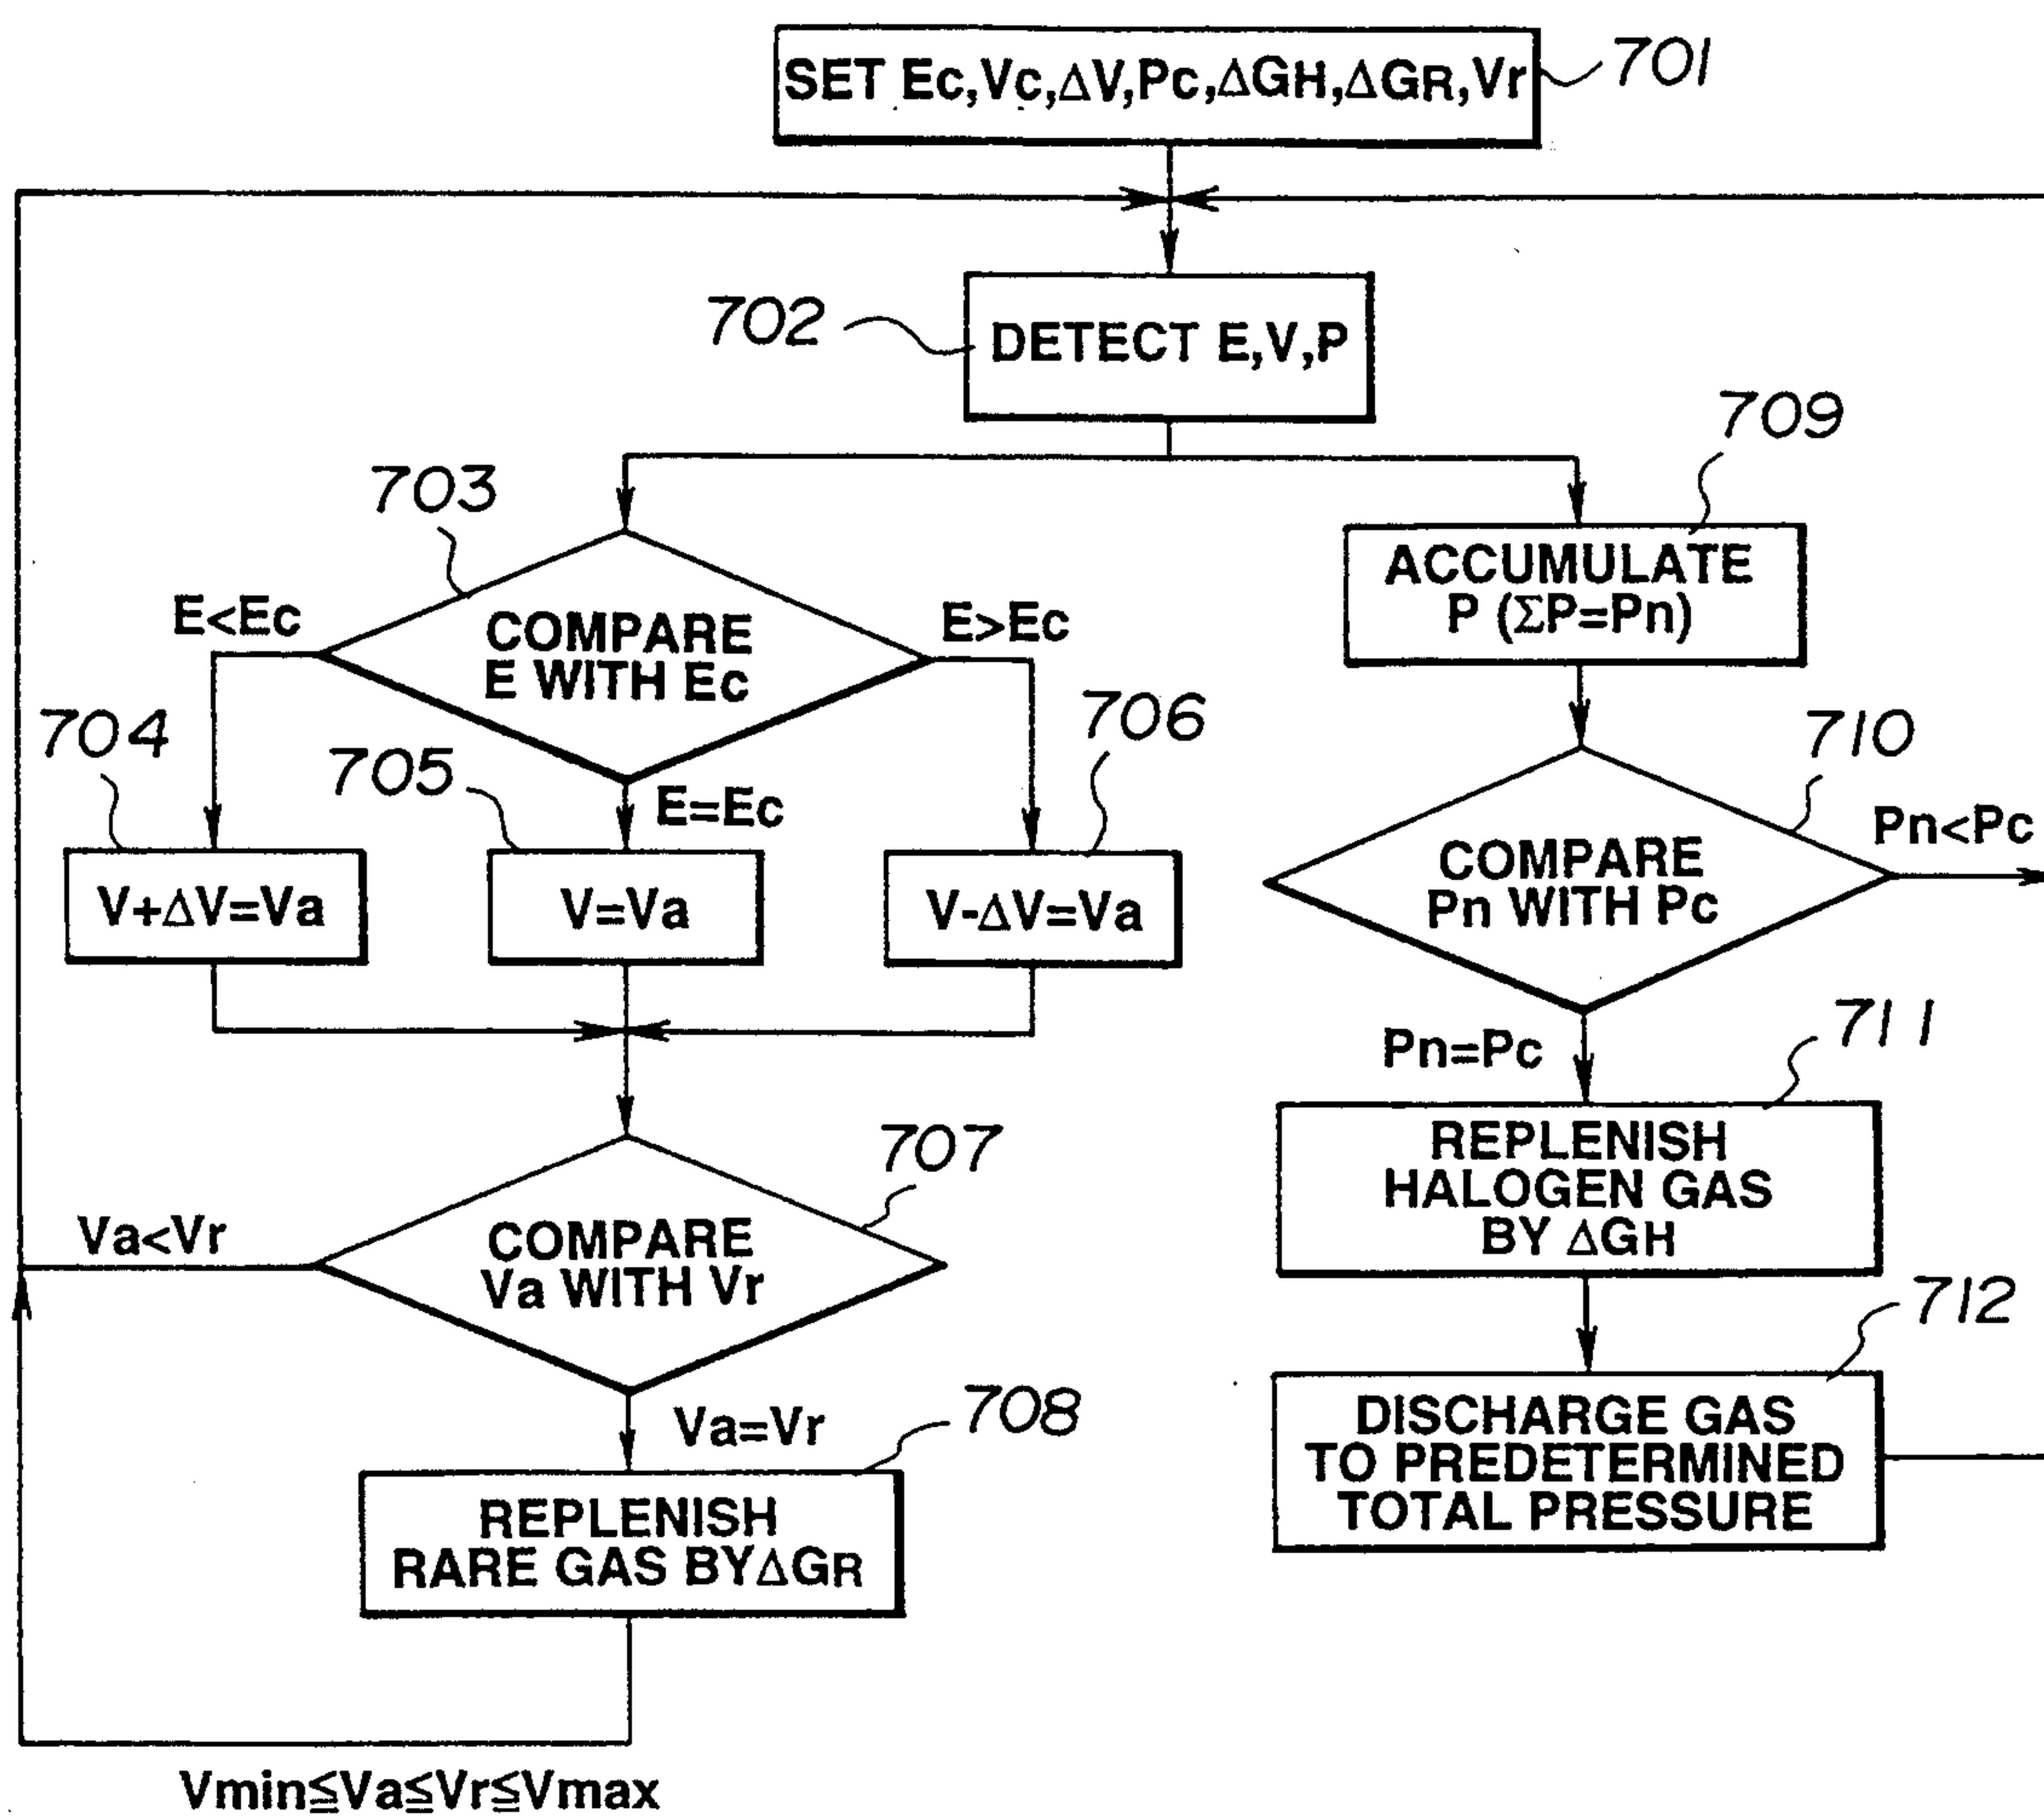 SET Ec,Vc,ΔV,Pc,ΔGH,ΔGR,Vr
701
702
DETECT E,V,P
703
E<Ec
COMPARE
E WITH Ec
E>Ec
704
705
E=Ec
706
V+ΔV=Va
V=Va
V-ΔV=Va
707
Va<Vr
COMPARE
Va WITH Vr
Va=Vr
708
REPLENISH
RARE GAS BYΔGR
Vmin≦Va≦Vr≦Vmax
709
ACCUMULATE
P (ΣP=Pn)
710
COMPARE
Pn WITH Pc
Pn<Pc
Pn=Pc
711
REPLENISH
HALOGEN GAS
BY ΔGH
712
DISCHARGE GAS
TO PREDETERMINED
TOTAL PRESSURE